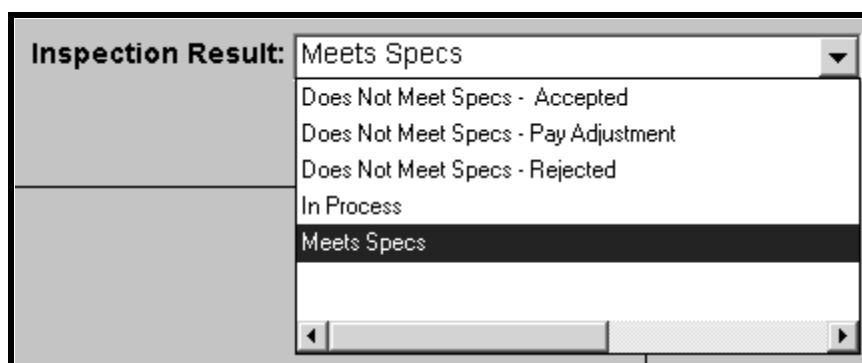 Inspection Result: Meets Specs
Does Not Meet Specs - Accepted
Does Not Meet Specs - Pay Adjustment
Does Not Meet Specs - Rejected
In Process
Meets Specs